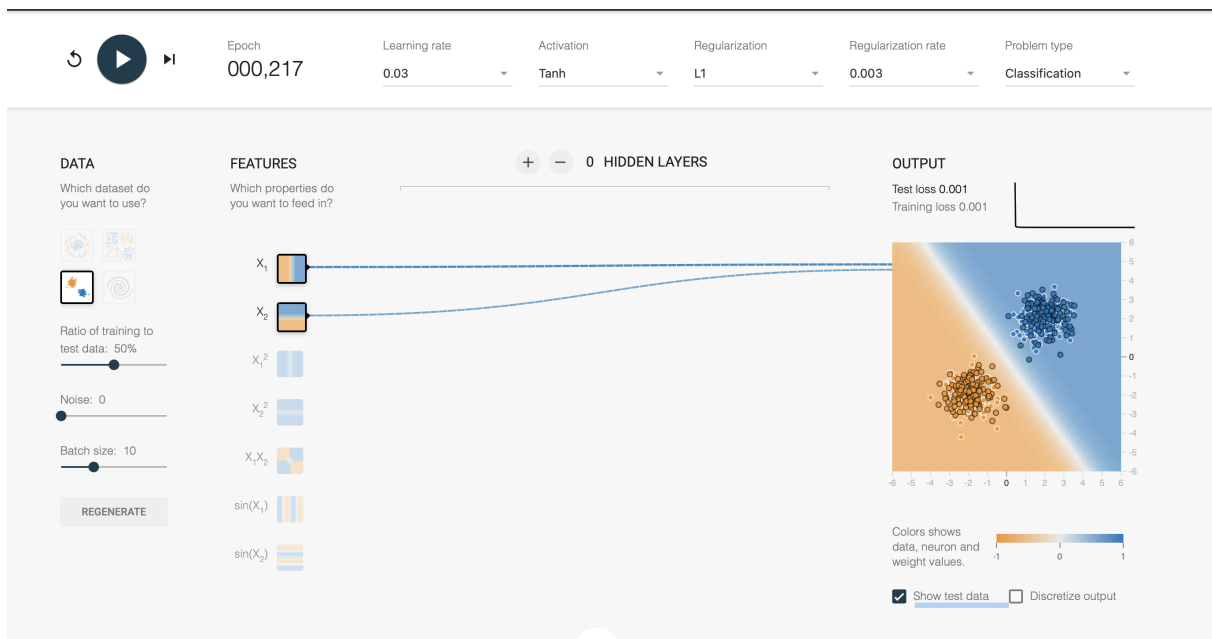 Epoch
000,217
Learning rate
0.03
Activation
Tanh
Regularization
L1
Regularization rate
0.003
Problem type
Classification
DATA
Which dataset do
you want to use?
Ratio of training to
test data: 50%
Noise: 0
Batch size: 10
REGENERATE
FEATURES
Which properties do
you want to feed in?
X₁
X₂
X₁²
X₂²
X₁X₂
sin(X₁)
sin(X₂)
+ − 0 HIDDEN LAYERS
OUTPUT
Test loss 0.001
Training loss 0.001
6
5
4
3
2
1
0
-1
-2
-3
-4
-5
-6
-6 -5 -4 -3 -2 -1 0 1 2 3 4 5 6
Colors shows
data, neuron and
weight values.
-1 0 1
Show test data
Discretize output